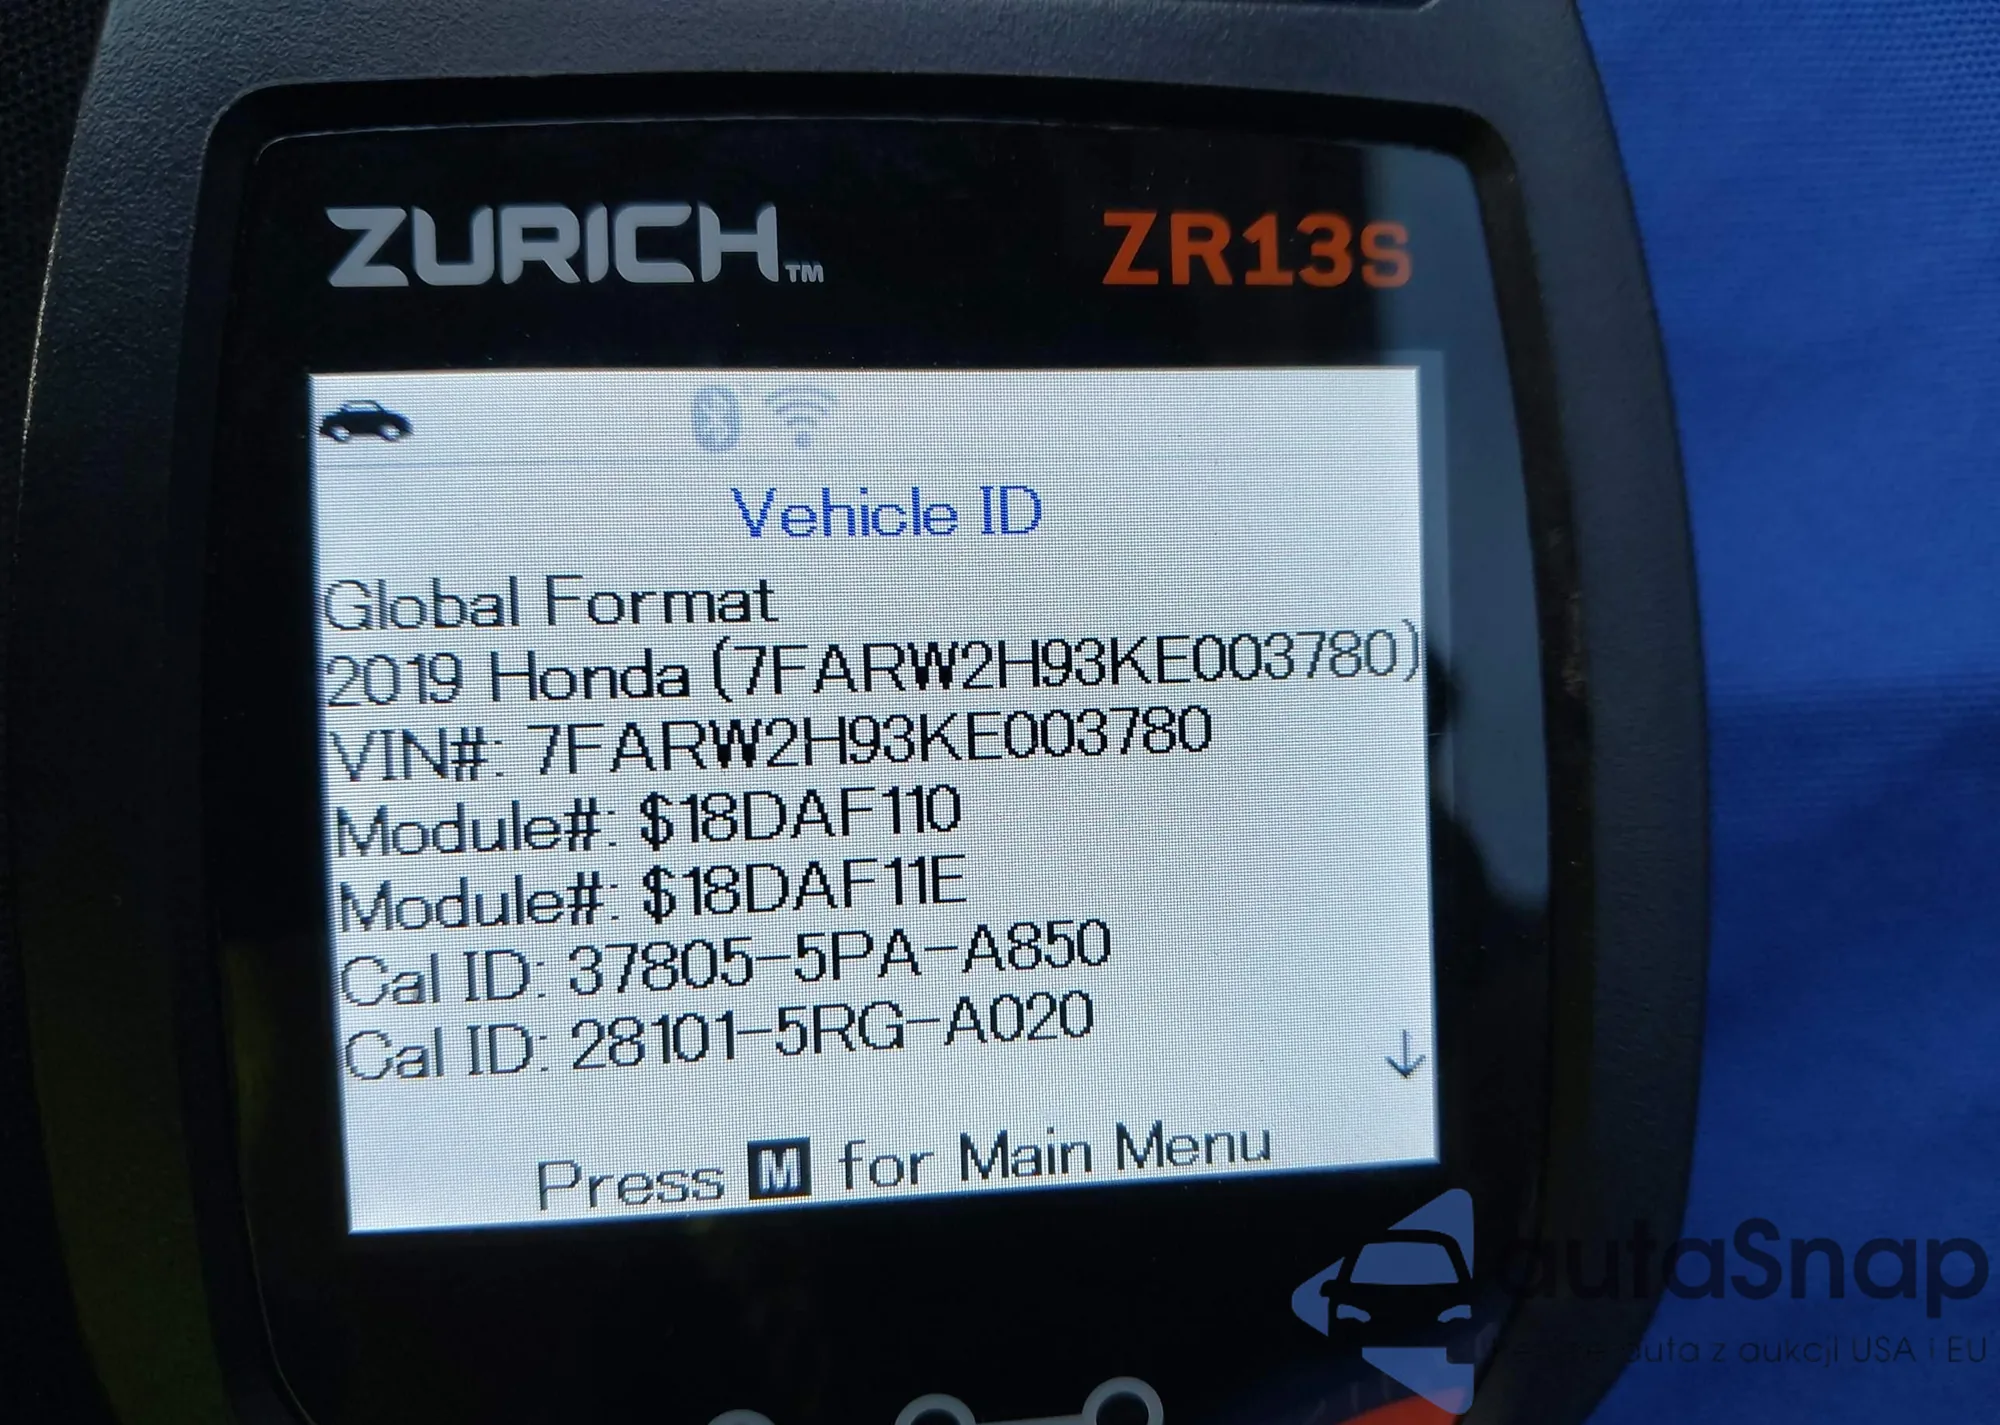 ZURICH™ ZR13S
Vehicle ID
Global Format
2019 Honda (7FARW2H93KE003780)
VIN#: 7FARW2H93KE003780
Module#: $18DAF110
Module#: $18DAF11E
Cal ID: 37805-5PA-A850
Cal ID: 28101-5RG-A020
↓
Press M for Main Menu
autaSnap
auta z aukcji USA i EU